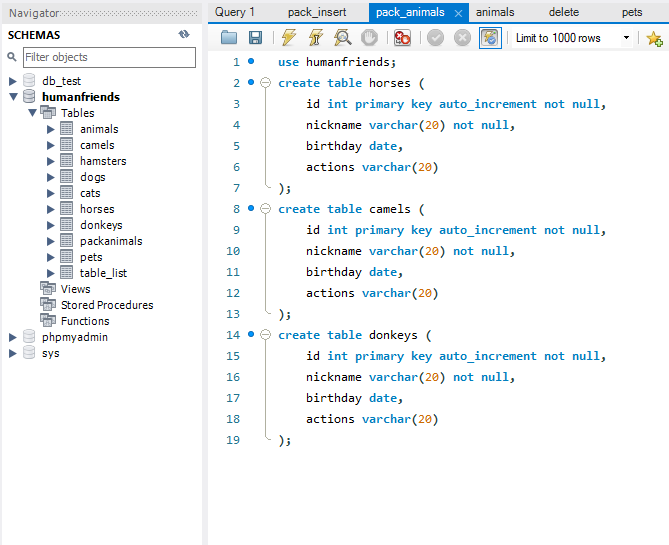 Navigator
SCHEMAS
Filter objects
db_test
humanfriends
Tables
animals
camels
hamsters
dogs
cats
horses
donkeys
packanimals
pets
table_list
Views
Stored Procedures
Functions
phpmyadmin
sys
Query 1 pack_insert pack_animals animals delete pets
Limit to 1000 rows
1 use humanfriends;
2 create table horses (
3 id int primary key auto_increment not null,
4 nickname varchar(20) not null,
5 birthday date,
6 actions varchar(20)
7 );
8 create table camels (
9 id int primary key auto_increment not null,
10 nickname varchar(20) not null,
11 birthday date,
12 actions varchar(20)
13 );
14 create table donkeys (
15 id int primary key auto_increment not null,
16 nickname varchar(20) not null,
17 birthday date,
18 actions varchar(20)
19 );